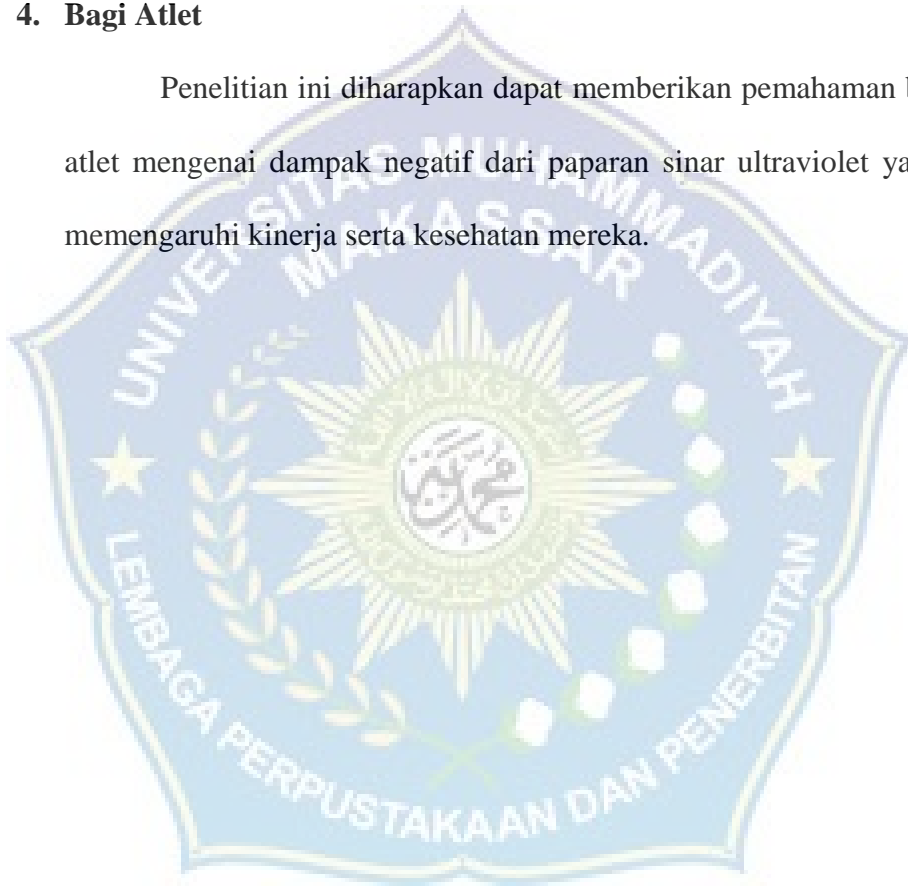 4. Bagi Atlet
Penelitian ini diharapkan dapat memberikan pemahaman
atlet mengenai dampak negatif dari paparan sinar ultraviolet
memengaruhi kinerja serta kesehatan mereka.
UNIVERSITAS MUHAMMADIYAH
MAKASSAR
LEMBAGA PERPUSTAKAAN DAN PENERBITAN